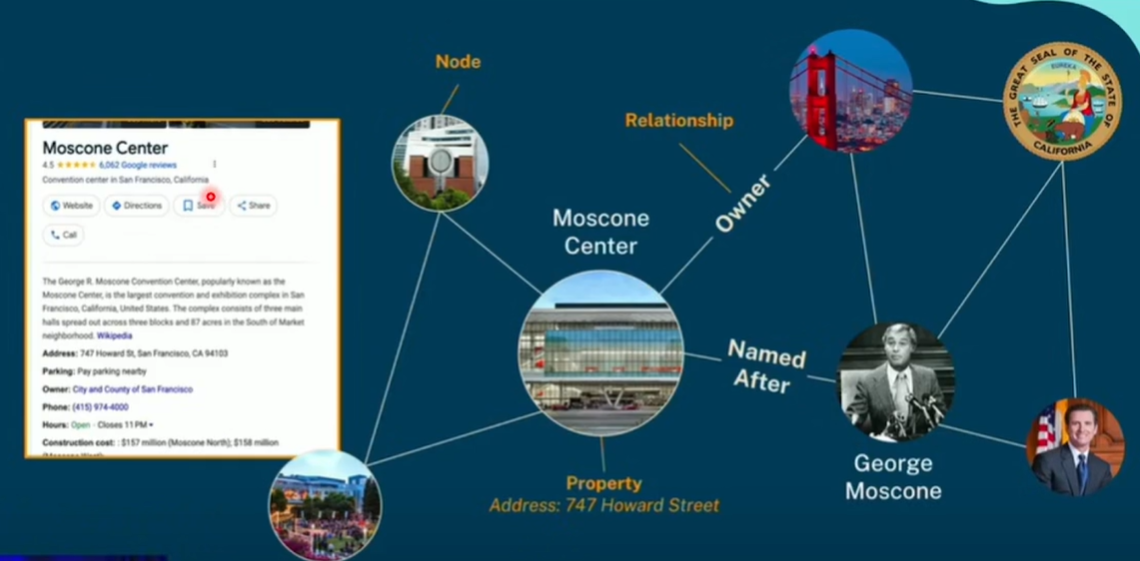 Node
Relationship
THE GREAT SEAL OF THE STATE OF CALIFORNIA
EUREKA
Moscone Center
4.5 ★★★★★ 6,062 Google reviews
Convention center in San Francisco, California
Website Directions Save Share
Call
The George R. Moscone Convention Center, popularly known as the
Moscone Center, is the largest convention and exhibition complex in San
Francisco, California, United States. The complex consists of three main
halls spread out across three blocks and 87 acres in the South of Market
neighborhood. Wikipedia
Address: 747 Howard St, San Francisco, CA 94103
Parking: Pay parking nearby
Owner: City and County of San Francisco
Phone: (415) 974-4000
Hours: Open · Closes 11 PM
Construction cost: : $157 million (Moscone North); $158 million
(Moscone West)
Moscone
Center
Owner
Named
After
George
Moscone
Property
Address: 747 Howard Street